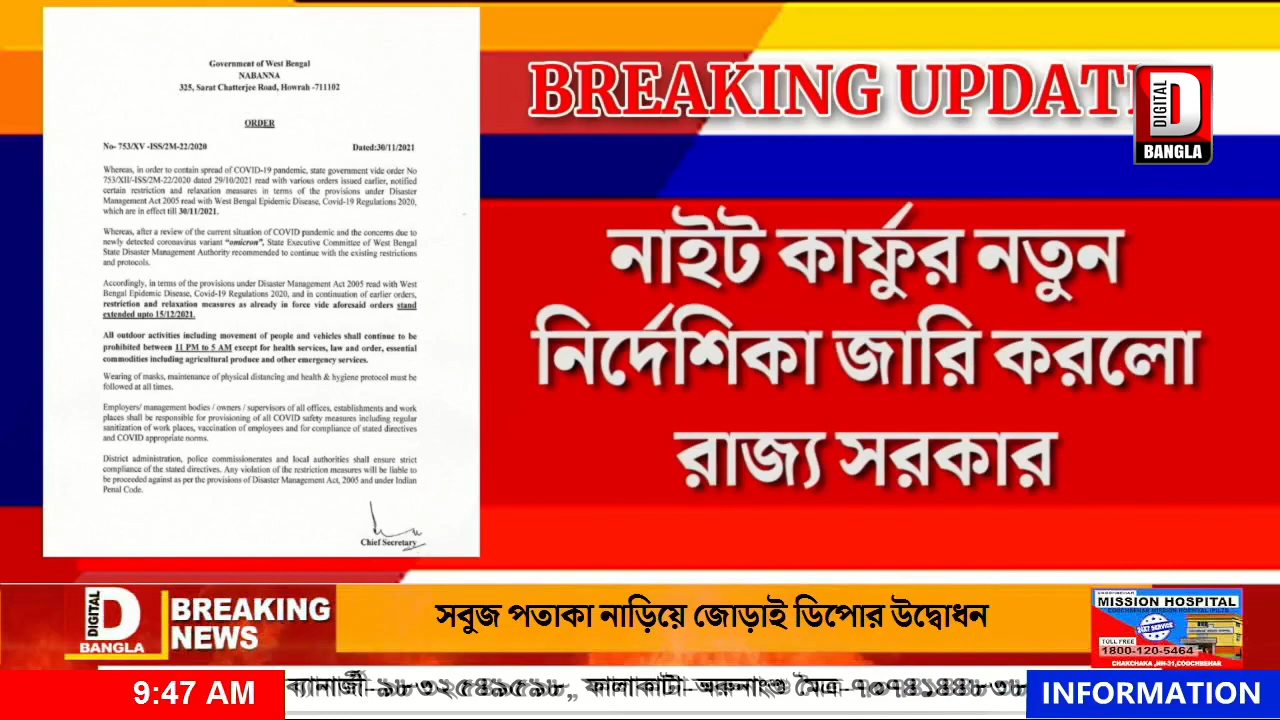 Government of West Bengal
NABANNA
325, Sarat Chatterjee Road, Howrah -711102
ORDER
No- 753/XV -ISS/2M-22/2020 Dated:30/11/2021
Whereas, in order to contain spread of COVID-19 pandemic, state government vide order No
753/XII/-ISS/2M-22/2020 dated 29/10/2021 read with various orders issued earlier, notified
certain restriction and relaxation measures in terms of the provisions under Disaster
Management Act 2005 read with West Bengal Epidemic Disease, Covid-19 Regulations 2020,
which are in effect till 30/11/2021.
Whereas, after a review of the current situation of COVID pandemic and the concerns due to
newly detected coronavirus variant "omicron", State Executive Committee of West Bengal
State Disaster Management Authority recommended to continue with the existing restrictions
and protocols.
Accordingly, in terms of the provisions under Disaster Management Act 2005 read with West
Bengal Epidemic Disease, Covid-19 Regulations 2020, and in continuation of earlier orders,
restriction and relaxation measures as already in force vide aforesaid orders stand
extended upto 15/12/2021.
All outdoor activities including movement of people and vehicles shall continue to be
prohibited between 11 PM to 5 AM except for health services, law and order, essential
commodities including agricultural produce and other emergency services.
Wearing of masks, maintenance of physical distancing and health & hygiene protocol must be
followed at all times.
Employers/ management bodies / owners / supervisors of all offices, establishments and work
places shall be responsible for provisioning of all COVID safety measures including regular
sanitization of work places, vaccination of employees and for compliance of stated directives
and COVID appropriate norms.
District administration, police commissionerates and local authorities shall ensure strict
compliance of the stated directives. Any violation of the restriction measures will be liable to
be proceeded against as per the provisions of Disaster Management Act, 2005 and under Indian
Penal Code.
Chief Secretary
BREAKING UPDAT
DIGITAL D
BANGLA
নাইট কার্ফুর নতুন
নির্দেশিকা জারি করলো
রাজ্য সরকার
DIGITAL D
BANGLA
BREAKING
NEWS
সবুজ পতাকা নাড়িয়ে জোড়াই ডিপোর উদ্বোধন
MISSION HOSPITAL
24X7 SERVICE
TOLL FREE
1800-120-5464
CHAKCHAKA ,NH-31,COOCHBEHAR
9:47 AM
ব্যানার্জী-৯৮৩২৫৪৯৫৯৮,, ফালাকাটা-অরুনাংশু মৈত্র-৭০৭৪১৪৪৮৩৮
INFORMATION